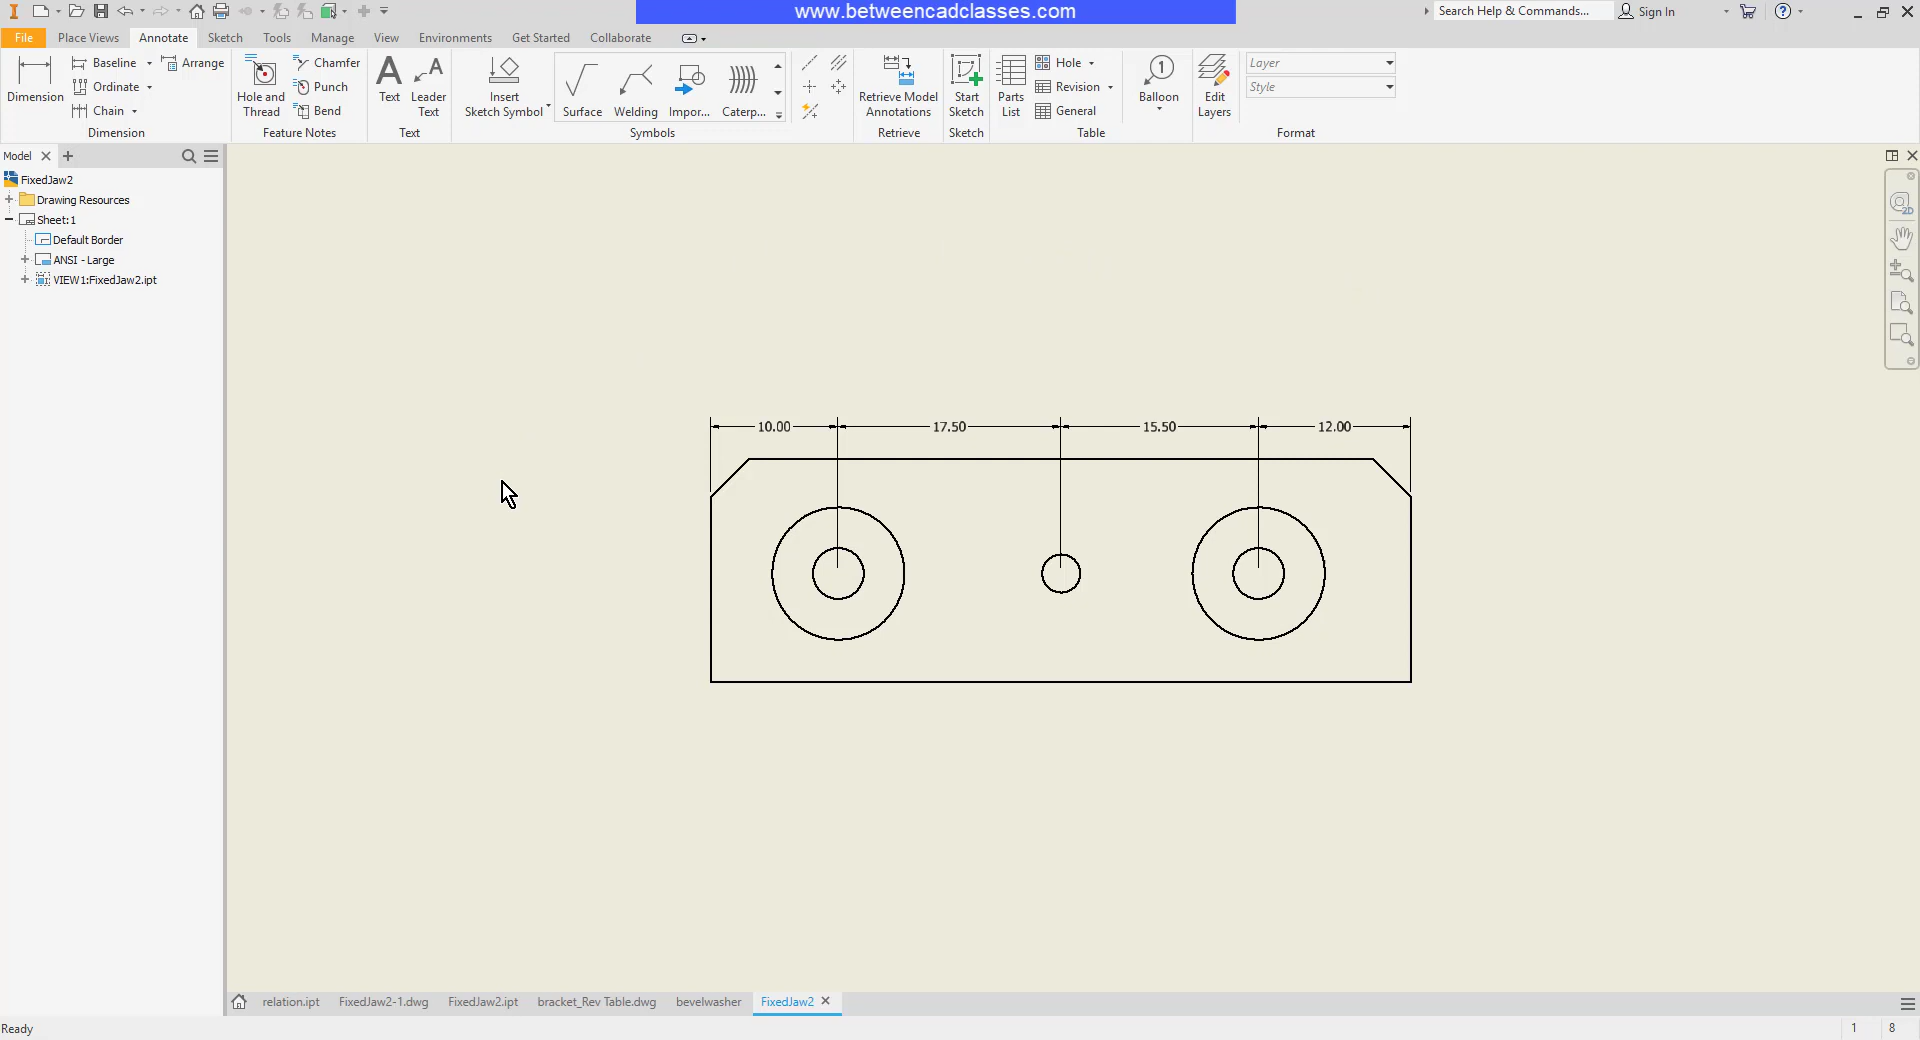 www.betweencadclasses.com
Search Help & Commands...
Sign In
File
Place Views
Annotate
Sketch
Tools
Manage
View
Environments
Get Started
Collaborate
Dimension
Baseline
Ordinate
Chain
Arrange
Dimension
Hole and
Thread
Chamfer
Punch
Bend
Feature Notes
Text
Leader
Text
Text
Insert
Sketch Symbol
Surface
Welding
Impor...
Caterp...
Symbols
Retrieve Model
Annotations
Retrieve
Start
Sketch
Sketch
Parts
List
Hole
Revision
General
Table
Balloon
Edit
Layers
Layer
Style
Format
Model
FixedJaw2
Drawing Resources
Sheet:1
Default Border
ANSI - Large
VIEW1:FixedJaw2.ipt
10.00 17.50 15.50 12.00
relation.ipt
FixedJaw2-1.dwg
FixedJaw2.ipt
bracket_Rev Table.dwg
bevelwasher
FixedJaw2
Ready
1 8